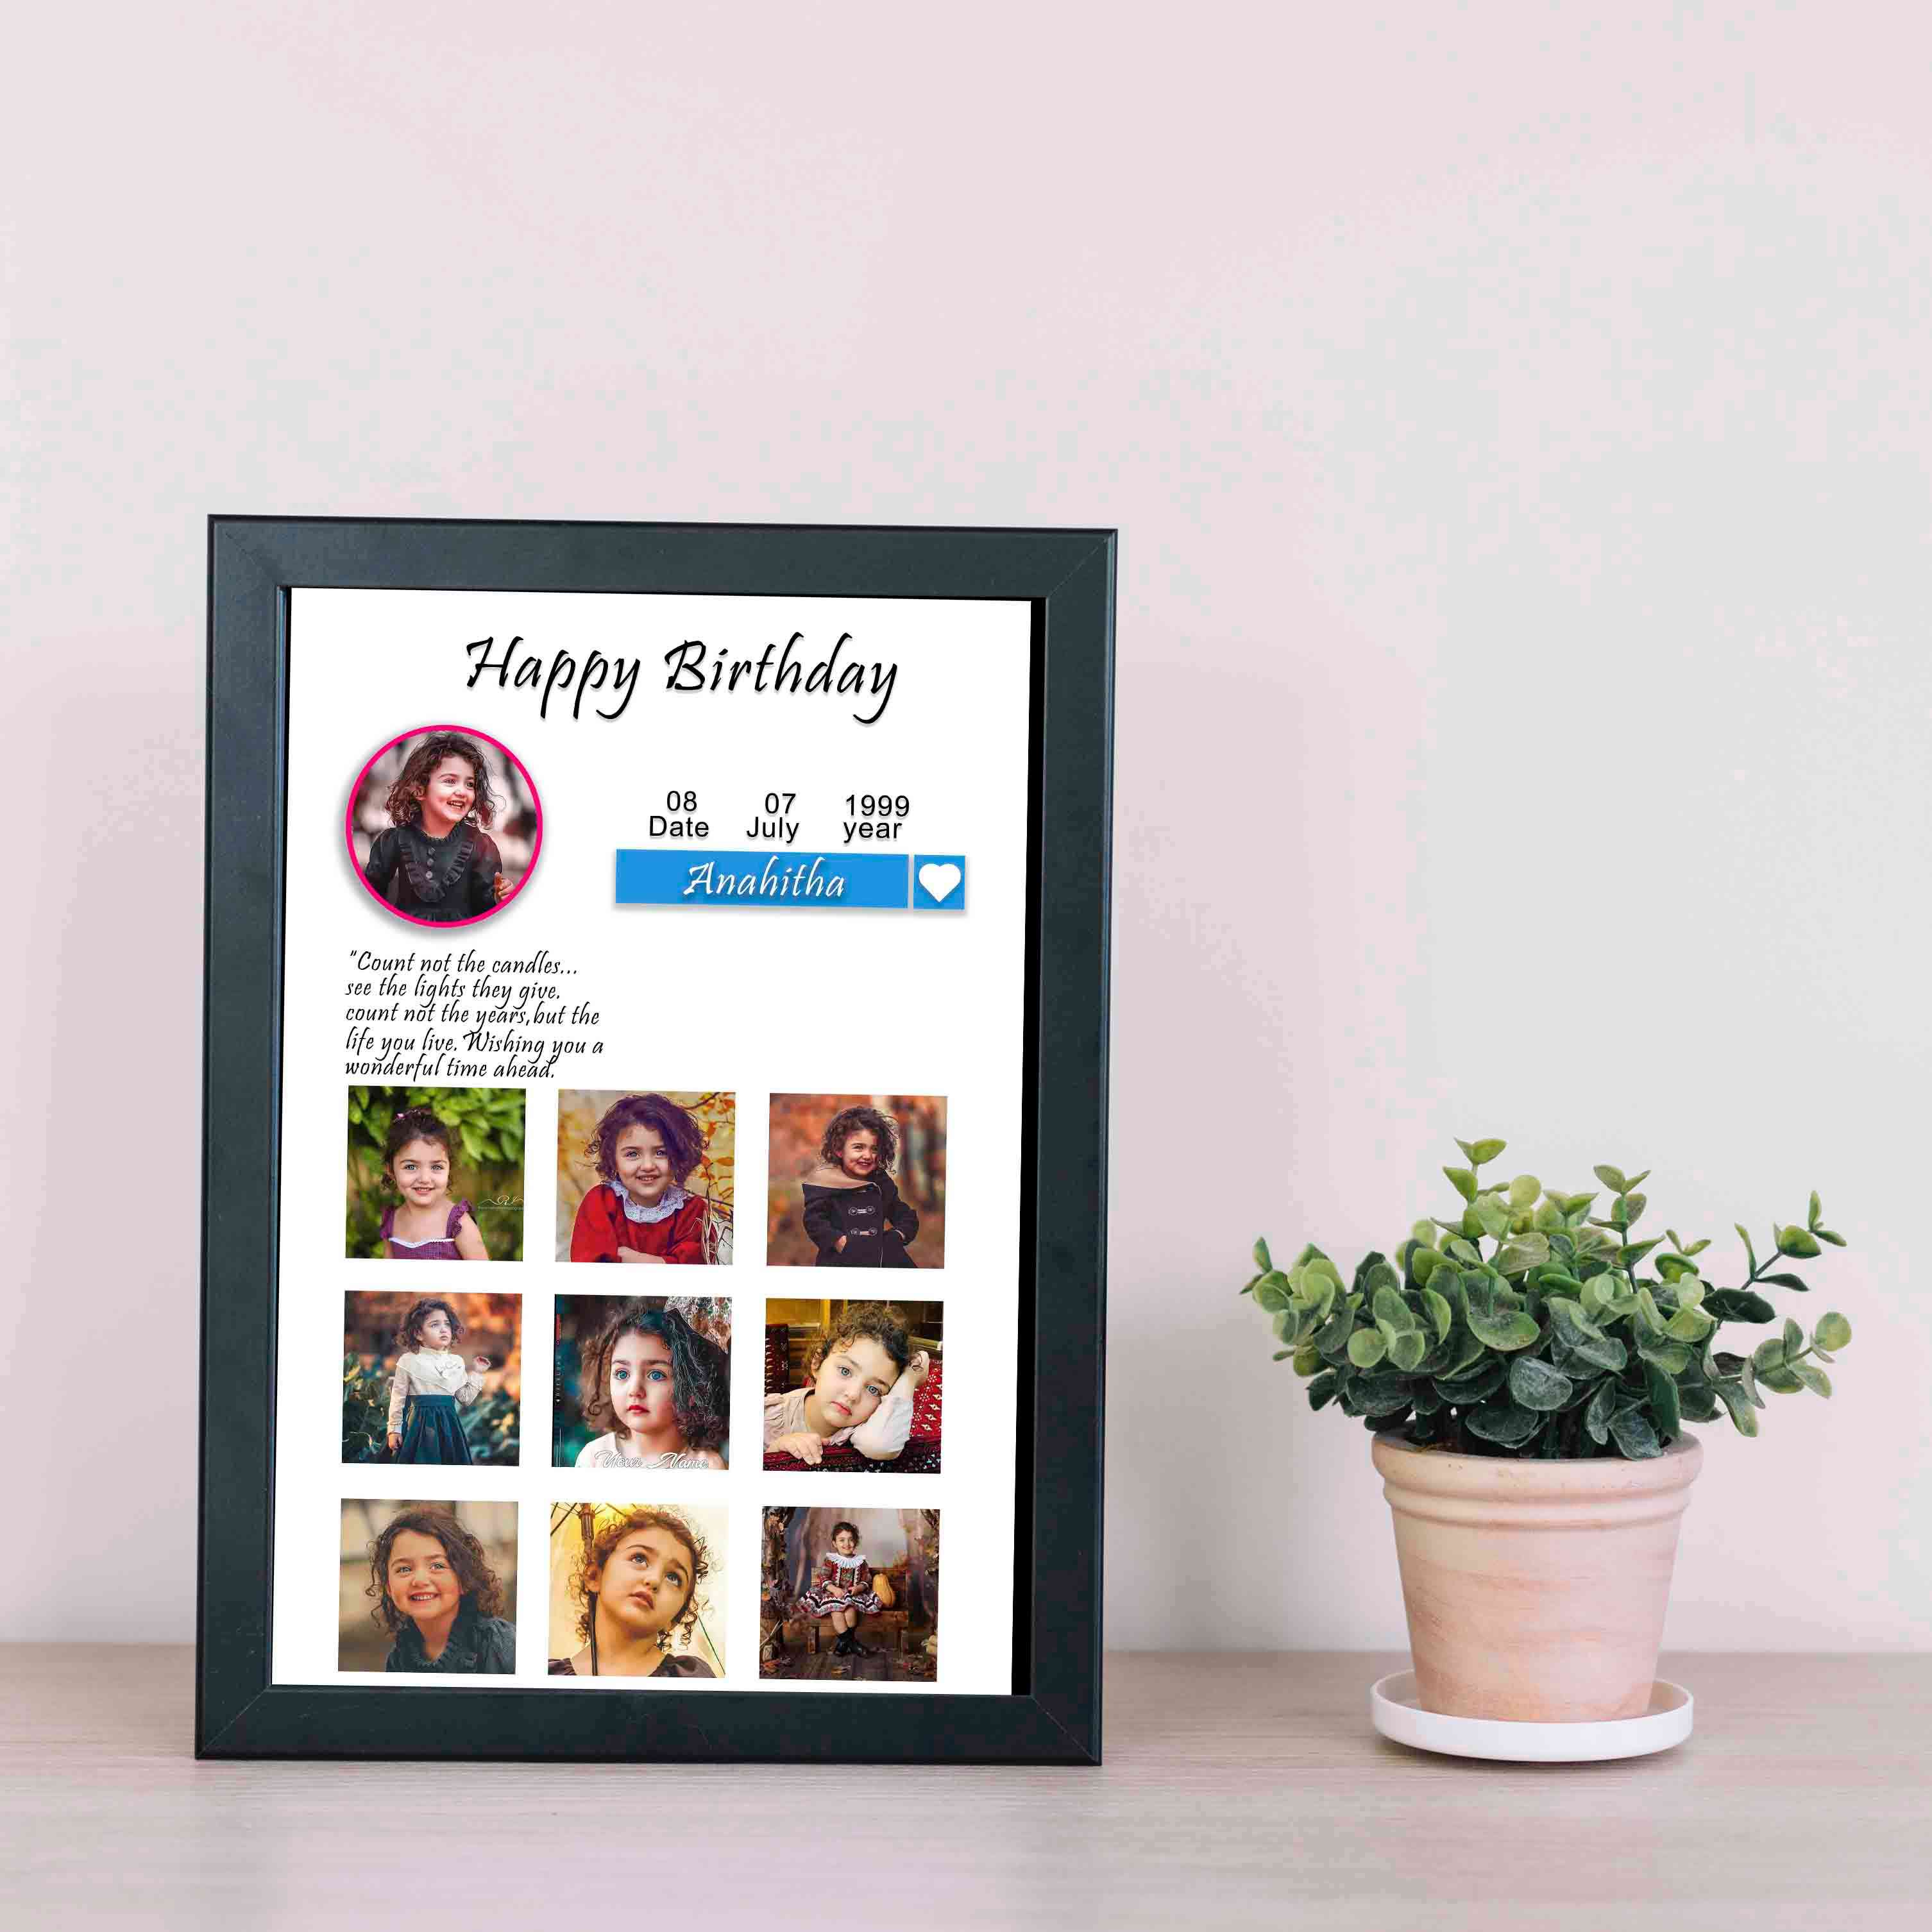 Happy Birthday
08 07 1999
Date July year
Anahitha
"Count not the candles...
see the lights they give.
count not the years,but the
life you live. Wishing you a
wonderful time ahead.
Your Name